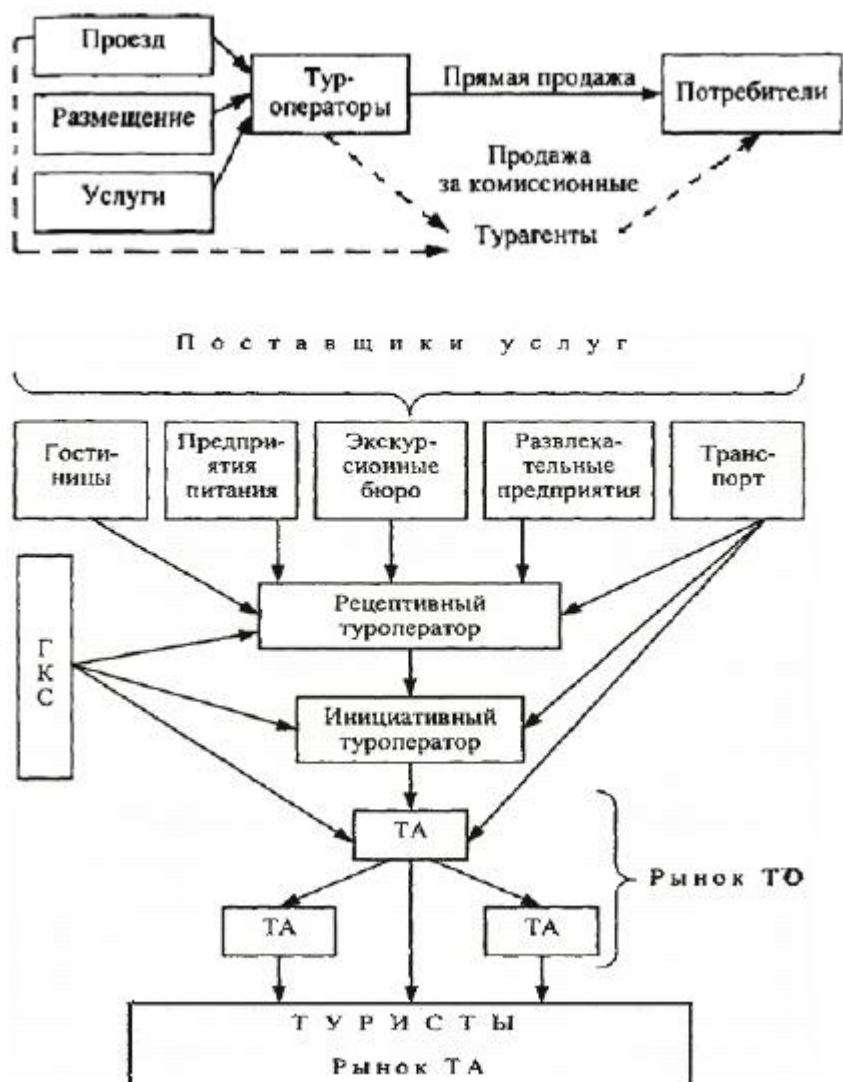 Проезд
Размещение
Услуги
Тур-
операторы
Прямая продажа
Потребители
Продажа
за комиссионные
Турагенты
Поставщики услуг
Гости-
ницы
Предпри-
ятия
питания
Экскур-
сионные
бюро
Развлека-
тельные
предприятия
Транс-
порт
ГКС
Рецептивный
туроператор
Инициативный
туроператор
ТА
Рынок ТО
ТА
ТА
ТУРИСТЫ
Рынок ТА